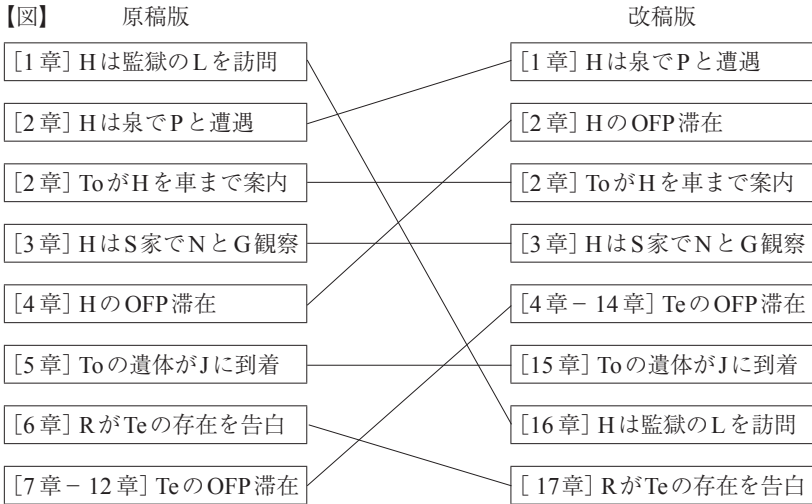 【図】 原稿版 改稿版
［1章］Hは監獄のLを訪問 ［1章］Hは泉でPと遭遇
［2章］Hは泉でPと遭遇 ［2章］HのOFP滞在
［2章］ToがHを車まで案内 ［2章］ToがHを車まで案内
［3章］HはS家でNとG観察 ［3章］HはS家でNとG観察
［4章］HのOFP滞在 ［4章－14章］TeのOFP滞在
［5章］Toの遺体がJに到着 ［15章］Toの遺体がJに到着
［6章］RがTeの存在を告白 ［16章］Hは監獄のLを訪問
［7章－12章］TeのOFP滞在 ［17章］RがTeの存在を告白